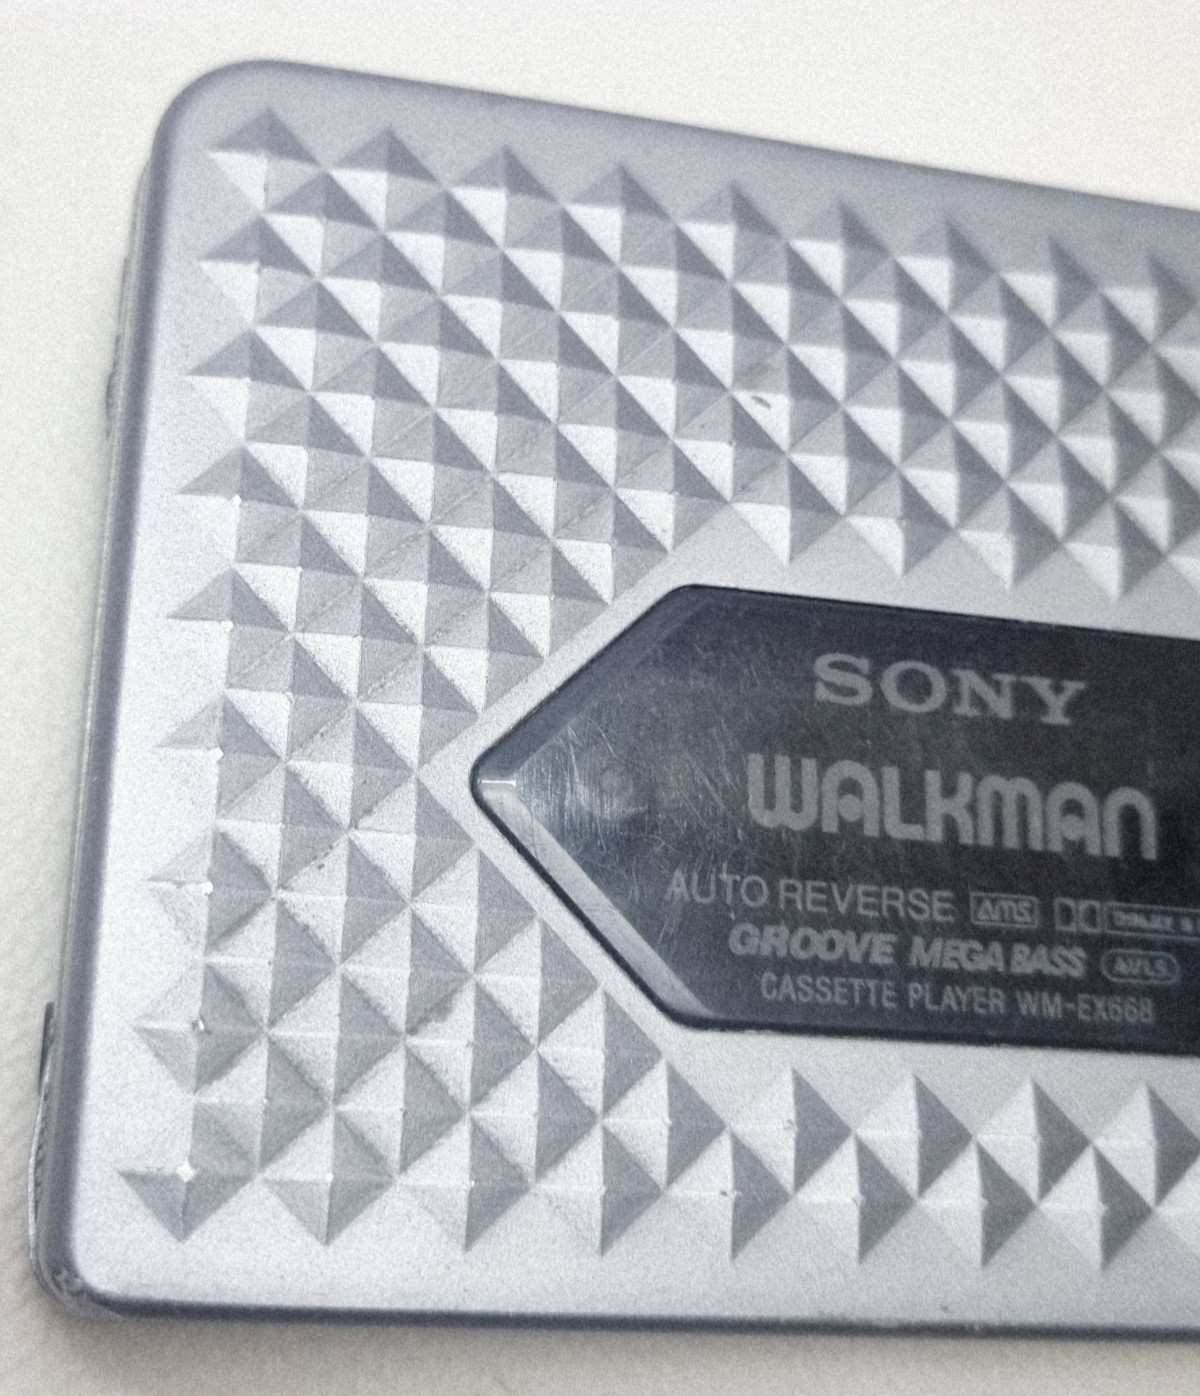 SONY
WALKMAN
AUTO REVERSE AMS
GROOVE MEGA BASS AVLS
CASSETTE PLAYER WM-EX668